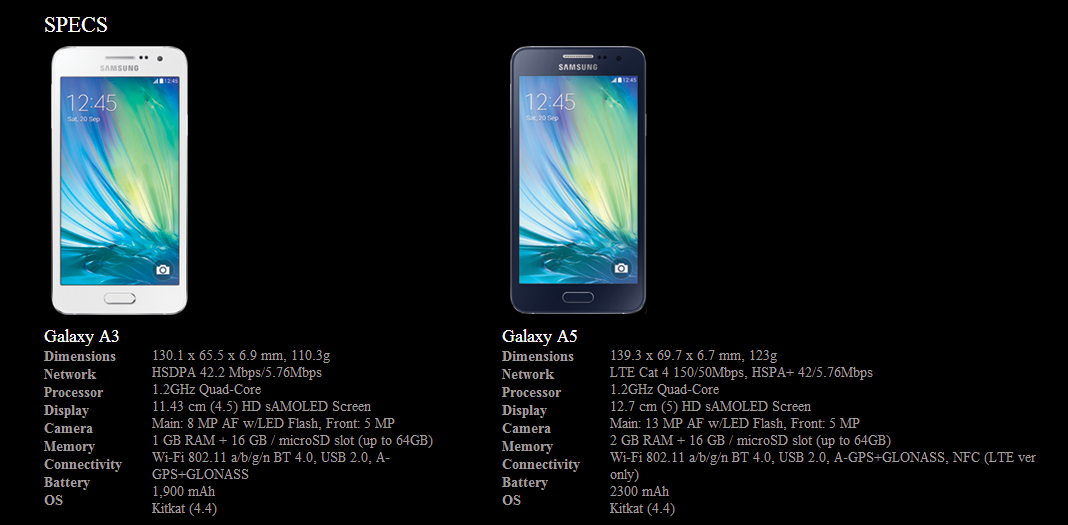 SPECS
SAMSUNG
12:45
12:45
Sat, 20 Sep
SAMSUNG
12:45
12:45
Sat, 20 Sep
Galaxy A3
Dimensions 130.1 x 65.5 x 6.9 mm, 110.3g
Network HSDPA 42.2 Mbps/5.76Mbps
Processor 1.2GHz Quad-Core
Display 11.43 cm (4.5) HD sAMOLED Screen
Camera Main: 8 MP AF w/LED Flash, Front: 5 MP
Memory 1 GB RAM + 16 GB / microSD slot (up to 64GB)
Connectivity Wi-Fi 802.11 a/b/g/n BT 4.0, USB 2.0, A-
GPS+GLONASS
Battery 1,900 mAh
OS Kitkat (4.4)
Galaxy A5
Dimensions 139.3 x 69.7 x 6.7 mm, 123g
Network LTE Cat 4 150/50Mbps, HSPA+ 42/5.76Mbps
Processor 1.2GHz Quad-Core
Display 12.7 cm (5) HD sAMOLED Screen
Camera Main: 13 MP AF w/LED Flash, Front: 5 MP
Memory 2 GB RAM + 16 GB / microSD slot (up to 64GB)
Connectivity Wi-Fi 802.11 a/b/g/n BT 4.0, USB 2.0, A-GPS+GLONASS, NFC (LTE ver
only)
Battery 2300 mAh
OS Kitkat (4.4)